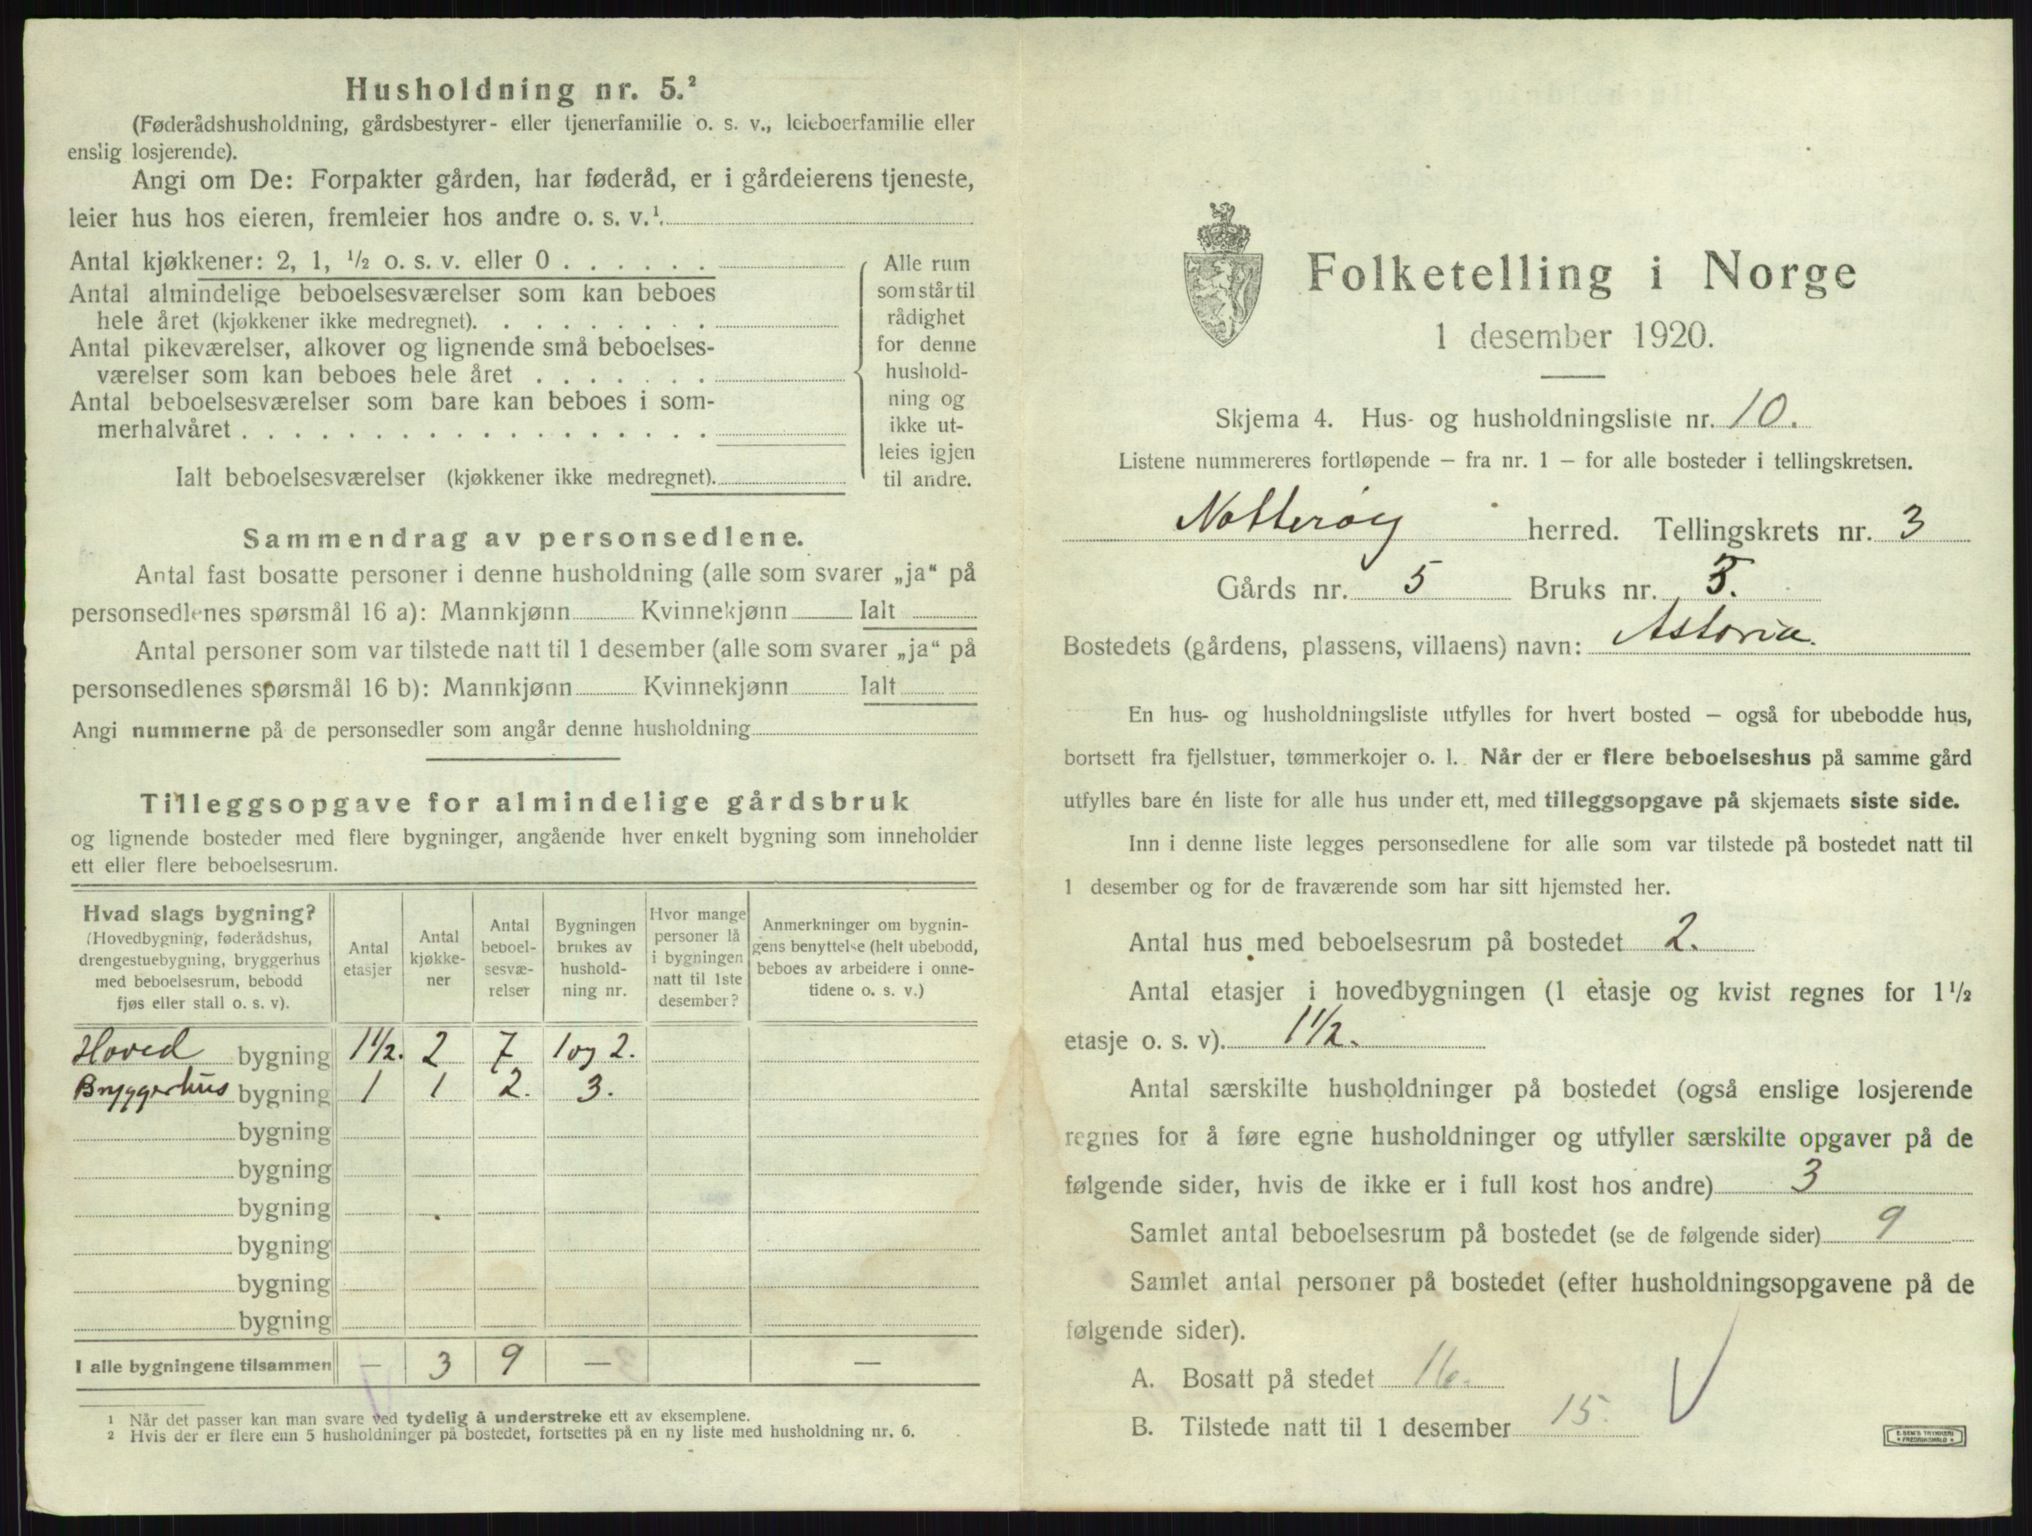 Husholdning nr. 5.²
(Føderådshusholdning, gårdsbestyrer- eller tjenerfamilie o. s. v., leieboerfamilie eller
enslig losjerende).
Angi om De: Forpakter gården, har føderåd, er i gårdeierens tjeneste,
leier hus hos eieren, fremleier hos andre o. s. v.¹.
Antal kjøkkener: 2, 1, ½ o. s. v. eller 0 . . . . . .
Antal almindelige beboelsesværelser som kan beboes
hele året (kjøkkener ikke medregnet). . . . . . . . .
Antal pikeværelser, alkover og lignende små beboelses-
værelser som kan beboes hele året . . . . . . .
Antal beboelsesværelser som bare kan beboes i som-
merhalvåret . . . . . . . . . . . . . . . . . .
Ialt beboelsesværelser (kjøkkener ikke medregnet).
Alle rum
som står til
rådighet
for denne
hushold-
ning og
ikke ut-
leies igjen
til andre.
Sammendrag av personsedlene.
Antal fast bosatte personer i denne husholdning (alle som svarer „ja" på
personsedlenes spørsmål 16 a): Mannkjønn Kvinnekjønn Ialt
Antal personer som var tilstede natt til 1 desember (alle som svarer „ja" på
personsedlenes spørsmål 16 b): Mannkjønn Kvinnekjønn Ialt
Angi nummerne på de personsedler som angår denne husholdning
Tilleggsopgave for almindelige gårdsbruk
og lignende bosteder med flere bygninger, angående hver enkelt bygning som inneholder
ett eller flere beboelsesrum.
Hvad slags bygning?
(Hovedbygning, føderådshus,
drengestuebygning, bryggerhus
med beboelsesrum, bebodd
fjøs eller stall o. s. v).
Antal
etasjer
Antal
kjøkke-
ner
Antal
beboel-
sesvæ-
relser
Bygningen
brukes av
hushold-
ning nr.
Hvor mange
personer lå
i bygningen
natt til 1ste
desember?
Anmerkninger om bygnin-
gens benyttelse (helt ubebodd,
beboes av arbeidere i onne-
tidene o. s. v.)
Hoved bygning 1½. 2 7 1 og 2.
Bryggerhus bygning 1 1 2. 3.
bygning
bygning
bygning
bygning
bygning
bygning
I alle bygningene tilsammen — 3 9 — —
¹ Når det passer kan man svare ved tydelig å understreke ett av eksemplene.
² Hvis der er flere enn 5 husholdninger på bostedet, fortsettes på en ny liste med husholdning nr. 6.
Folketelling i Norge
1 desember 1920.
Skjema 4. Hus- og husholdningsliste nr. 10.
Listene nummereres fortløpende – fra nr. 1 – for alle bosteder i tellingskretsen.
Nøtterøy herred. Tellingskrets nr. 3
Gårds nr. 5 Bruks nr. 3.
Bostedets (gårdens, plassens, villaens) navn: Astoria.
En hus- og husholdningsliste utfylles for hvert bosted – også for ubebodde hus,
bortsett fra fjellstuer, tømmerkojer o. l. Når der er flere beboelseshus på samme gård
utfylles bare én liste for alle hus under ett, med tilleggsopgave på skjemaets siste side.
Inn i denne liste legges personsedlene for alle som var tilstede på bostedet natt til
1 desember og for de fraværende som har sitt hjemsted her.
Antal hus med beboelsesrum på bostedet 2.
Antal etasjer i hovedbygningen (1 etasje og kvist regnes for 1½
etasje o. s. v). 1½.
Antal særskilte husholdninger på bostedet (også enslige losjerende
regnes for å føre egne husholdninger og utfyller særskilte opgaver på de
følgende sider, hvis de ikke er i full kost hos andre) 3
Samlet antal beboelsesrum på bostedet (se de følgende sider) 9
Samlet antal personer på bostedet (efter husholdningsopgavene på de
følgende sider).
A. Bosatt på stedet 16.
B. Tilstede natt til 1 desember 15.
E. SEM'S TRYKKERI
FREDRIKSHALD